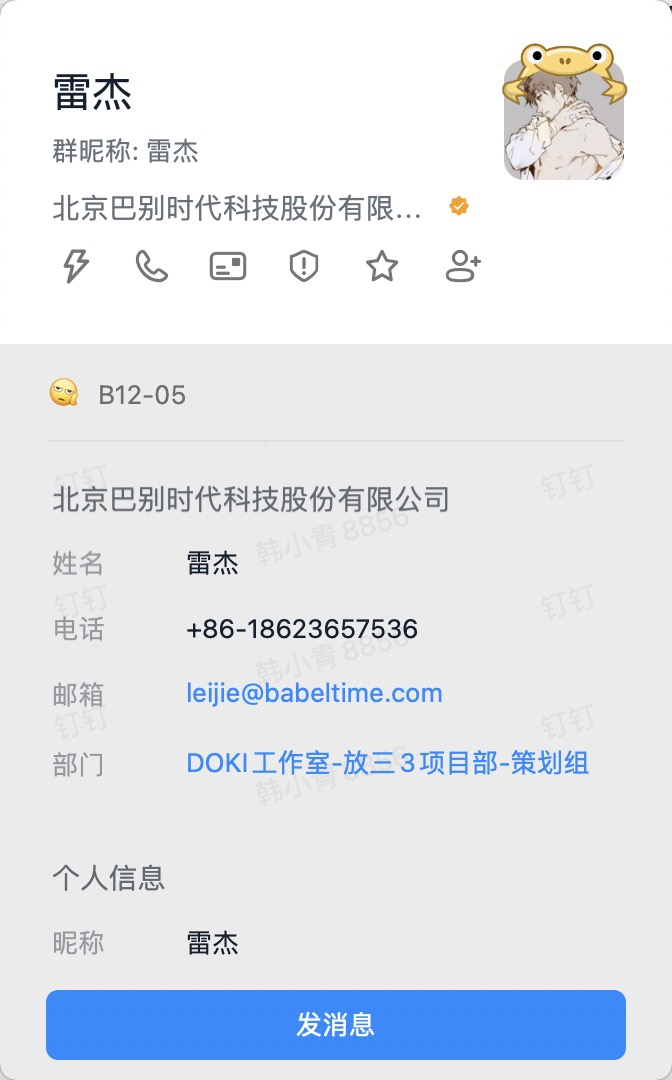 雷杰
群昵称: 雷杰
北京巴别时代科技股份有限...
B12-05
钉钉 钉钉
北京巴别时代科技股份有限公司
韩小青 8856
姓名 雷杰
钉钉 钉钉
电话 +86-18623657536
韩小青 8856
邮箱 leijie@babeltime.com
钉钉 钉钉
部门 DOKI工作室-放三3项目部-策划组
韩小青 8856
个人信息
昵称 雷杰
发消息